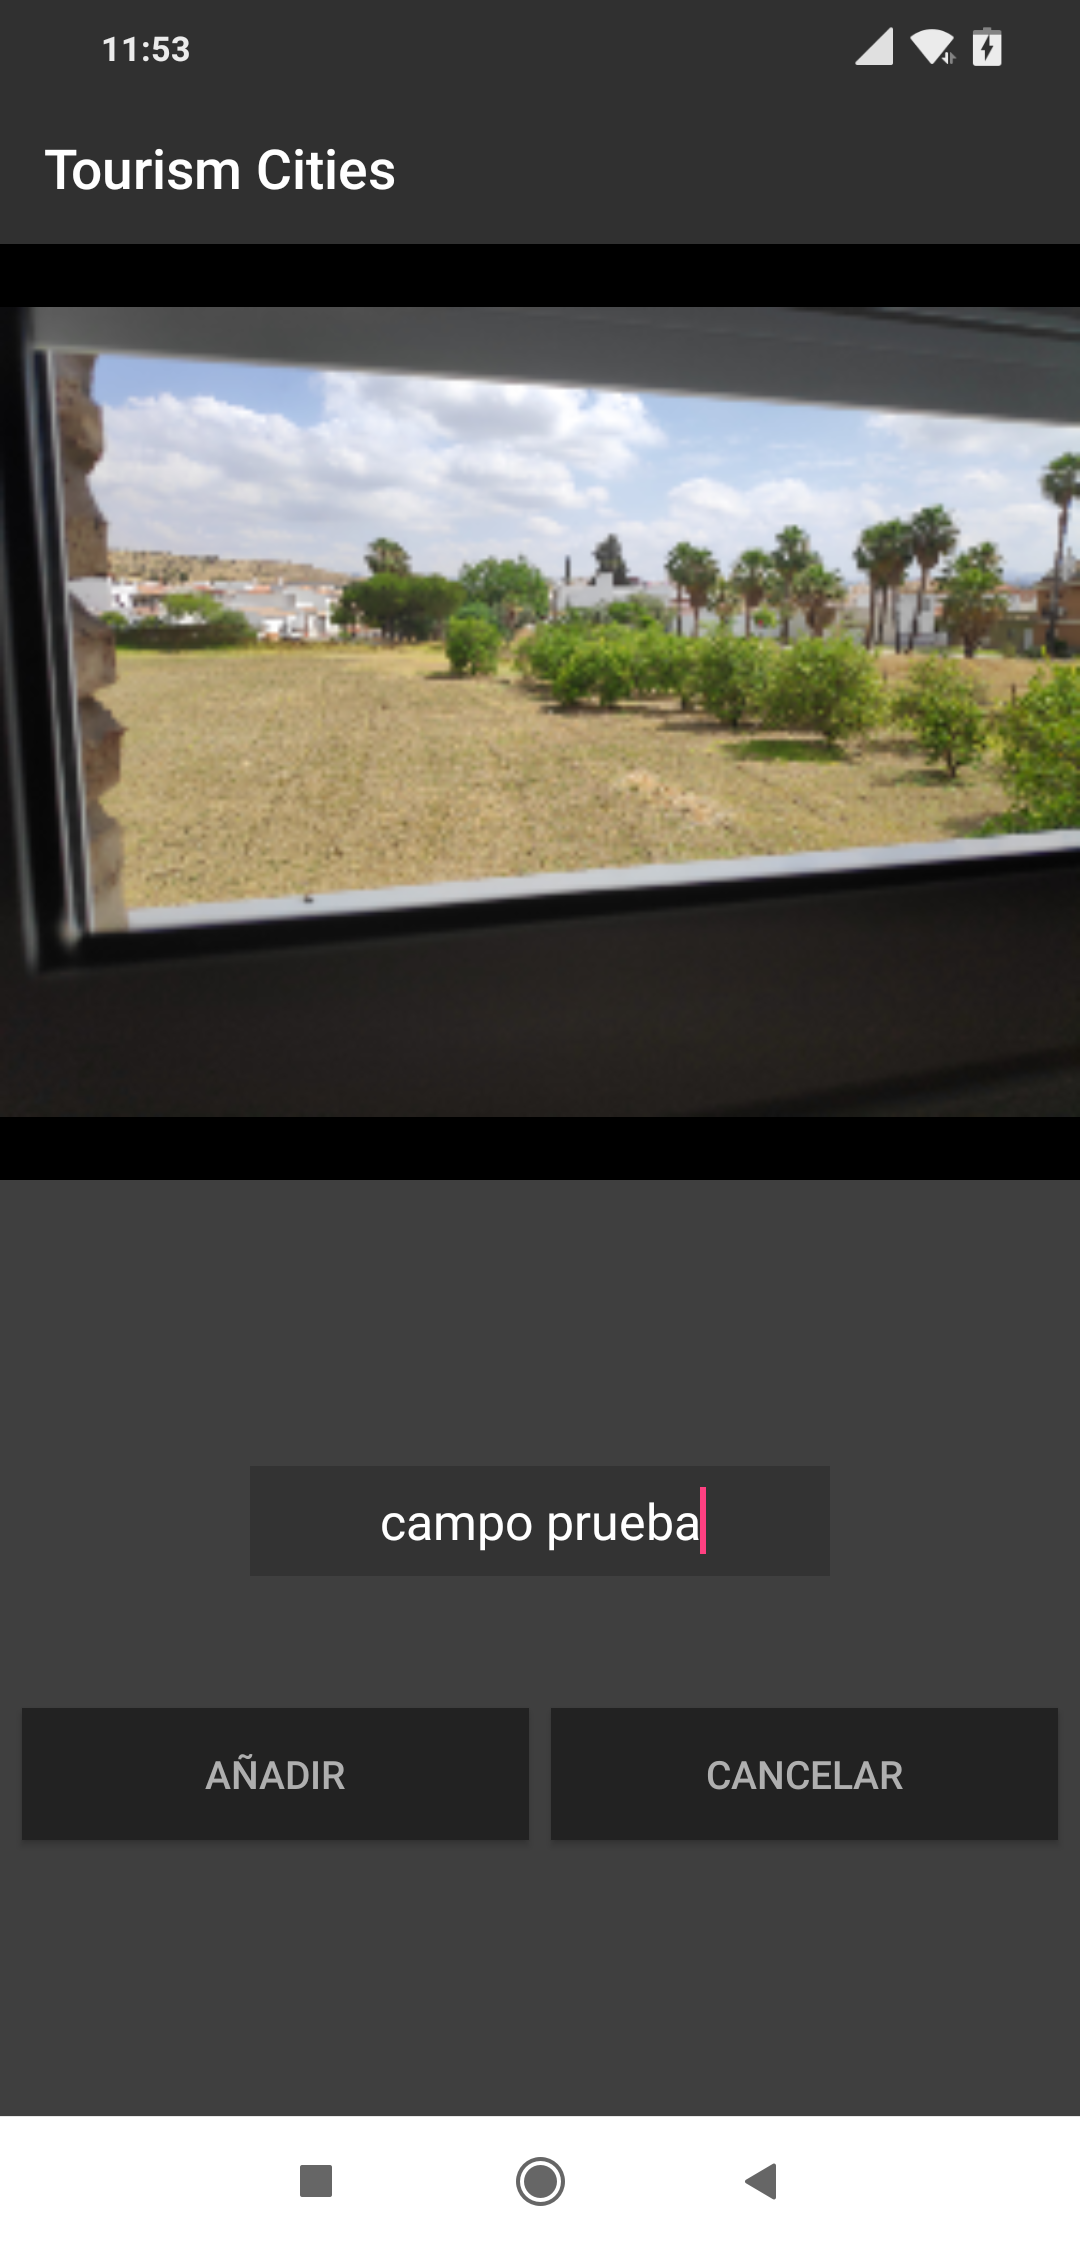 11:53
Tourism Cities
campo prueba
AÑADIR
CANCELAR